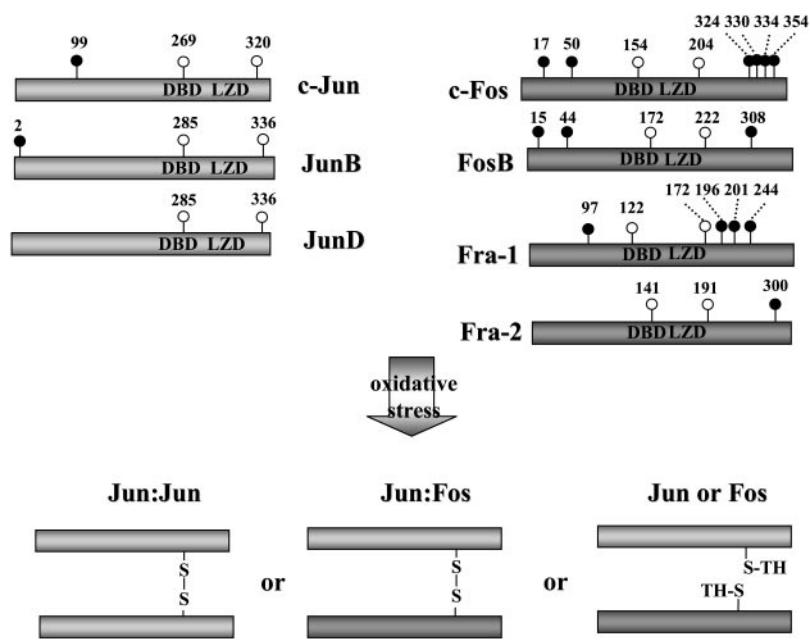 99 269 320
DBD LZD
c-Jun
2 285 336
DBD LZD
JunB
285 336
DBD LZD
JunD
324 330 334 354
17 50 154 204
DBD LZD
c-Fos
15 44 172 222 308
DBD LZD
FosB
172 196 201 244
97 122
DBD LZD
Fra-1
141 191 300
DBD LZD
Fra-2
oxidative
stress
Jun:Jun
S
S
or
Jun:Fos
S
S
or
Jun or Fos
S-TH
TH-S